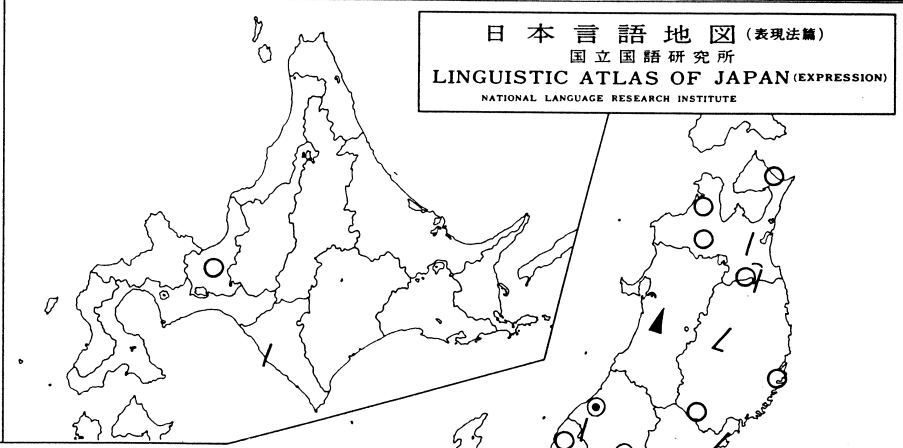 日本言語地図(表現法篇)
国立国語研究所
LINGUISTIC ATLAS OF JAPAN(EXPRESSION)
NATIONAL LANGUAGE RESEARCH INSTITUTE